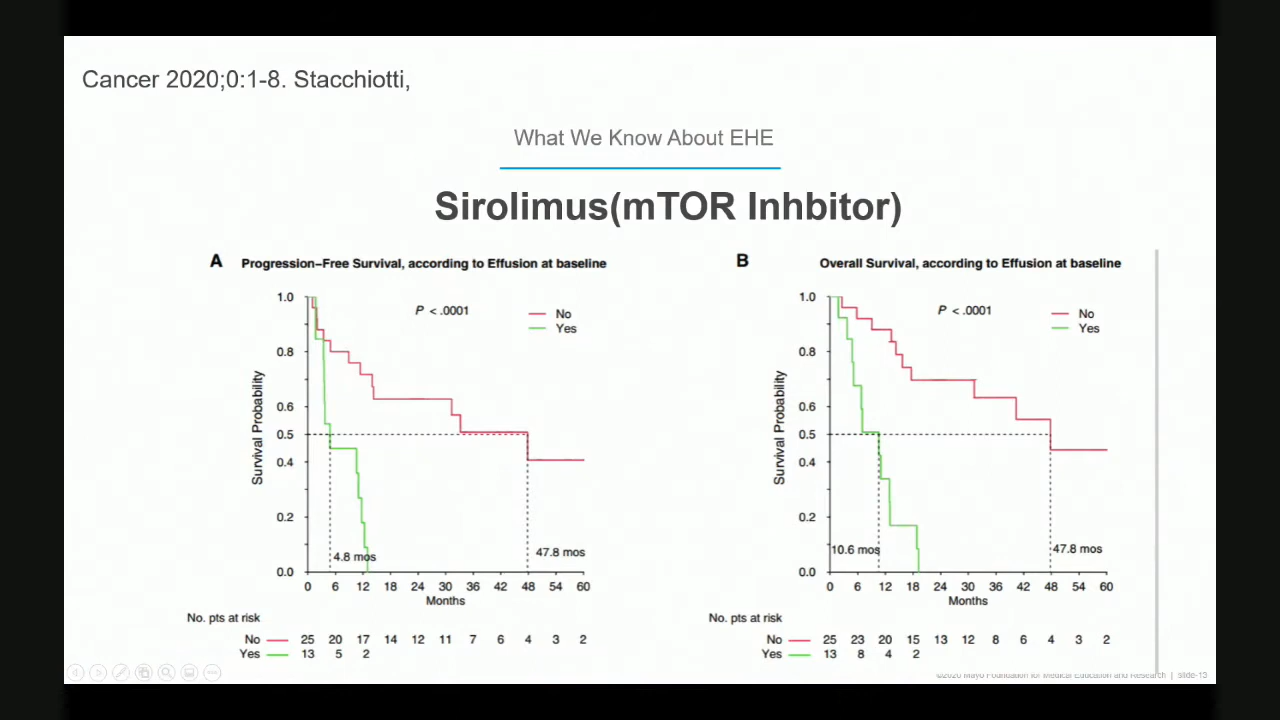 Cancer 2020;0:1-8. Stacchiotti,
What We Know About EHE
Sirolimus(mTOR Inhbitor)
A Progression–Free Survival, according to Effusion at baseline
P < .0001
No
Yes
Survival Probability
1.0
0.8
0.6
0.5
0.4
0.2
0.0
4.8 mos
47.8 mos
0 6 12 18 24 30 36 42 48 54 60
Months
No. pts at risk
No 25 20 17 14 12 11 7 6 4 3 2
Yes 13 5 2
B Overall Survival, according to Effusion at baseline
P < .0001
No
Yes
Survival Probability
1.0
0.8
0.6
0.5
0.4
0.2
0.0
10.6 mos
47.8 mos
0 6 12 18 24 30 36 42 48 54 60
Months
No. pts at risk
No 25 23 20 15 13 12 8 6 4 3 2
Yes 13 8 4 2
©2020 Mayo Foundation for Medical Education and Research | slide-13